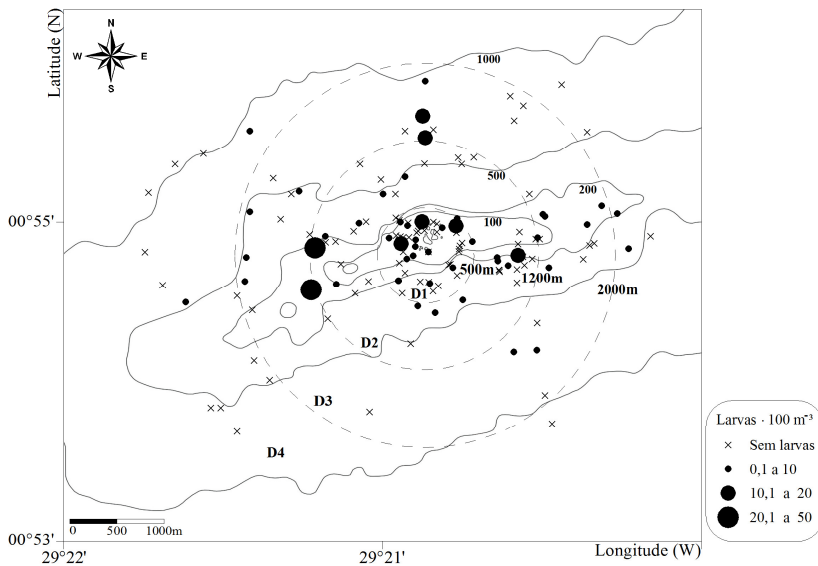 Latitude (N)
N
W
E
S
1000
500
200
00°55'
100
500m
1200m
2000m
D1
D2
D3
D4
Larvas · 100 m⁻³
Sem larvas
0,1 a 10
10,1 a 20
20,1 a 50
0 500 1000m
00°53'
Longitude (W)
29°22'
29°21'